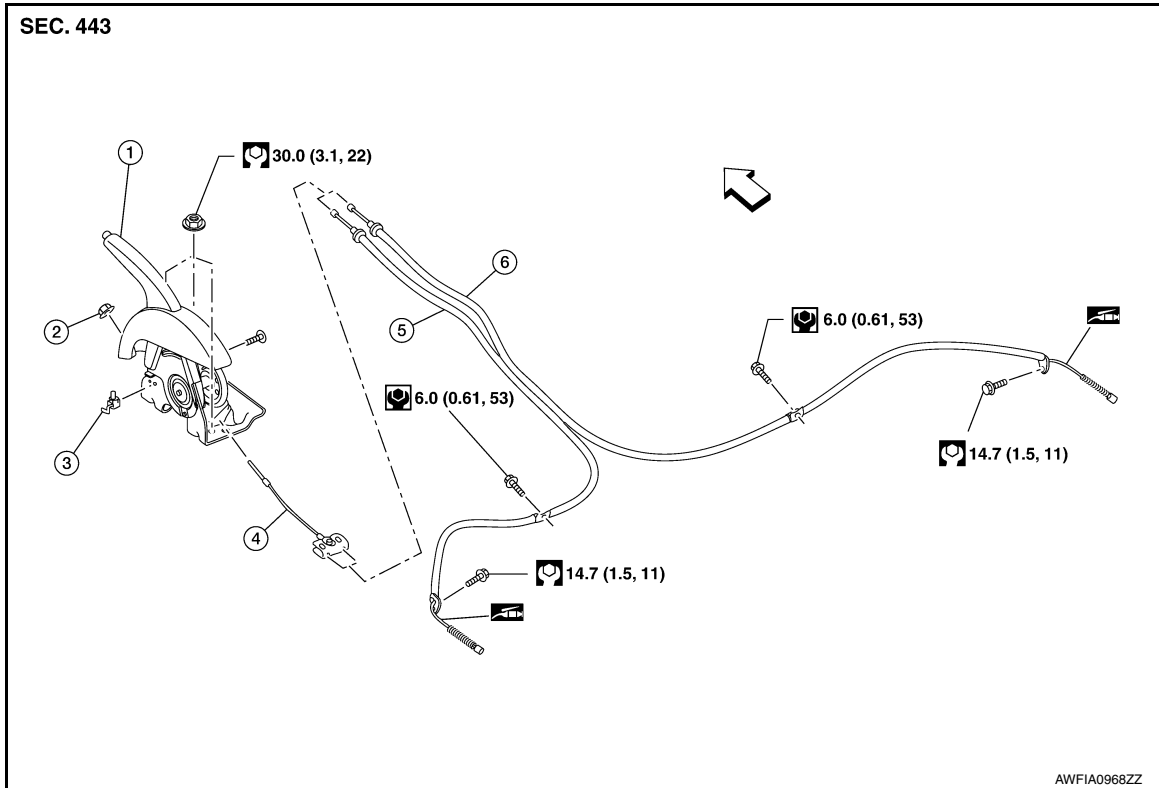 SEC. 443
1
30.0 (3.1, 22)
2
6
5
6.0 (0.61, 53)
6.0 (0.61, 53)
3
14.7 (1.5, 11)
4
14.7 (1.5, 11)
AWFIA0968ZZ